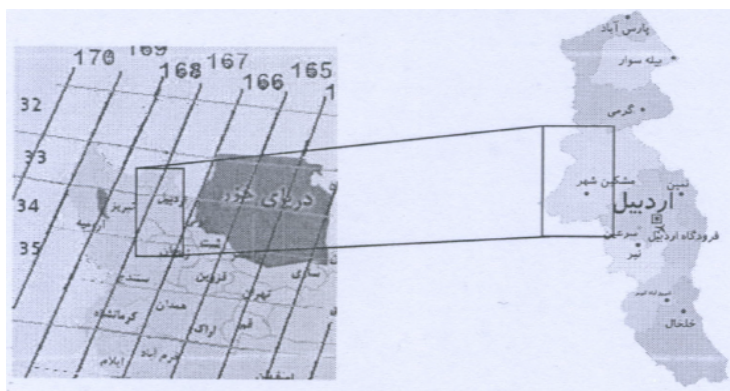 170
169
168
167
166
165
32
33
34
35
دریای خزر
اردبیل
تبریز
ارومیه
رشت
زنجان
قزوین
ساری
سنندج
تهران
همدان
کرمانشاه
اراک
قم
خرم آباد
ایلام
اصفهان
پارس آباد
بیله سوار
گرمی
مشکین شهر
نمین
اردبیل
فرودگاه اردبیل
سرعین
نیر
خلخال